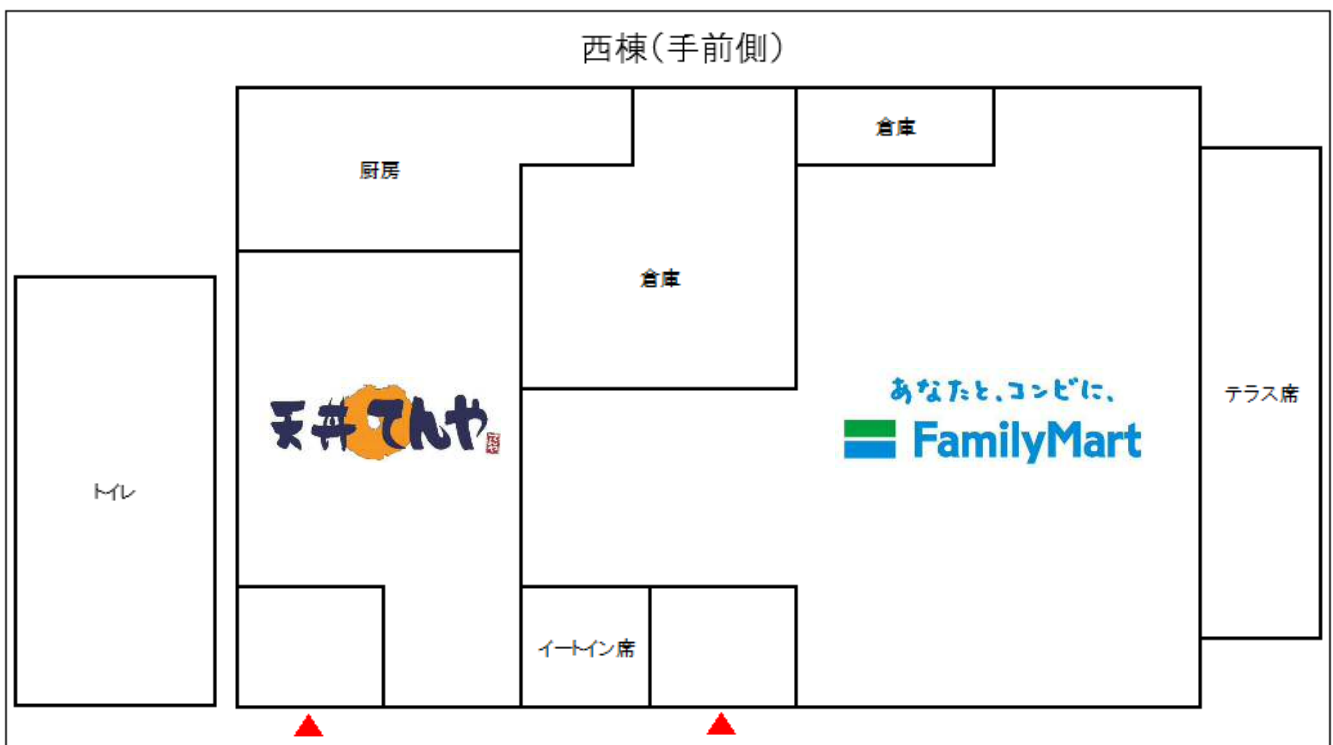 西棟(手前側)
倉庫
厨房
倉庫
あなたと、コンビに、
FamilyMart
テラス席
天丼てんや
トイレ
イートイン席